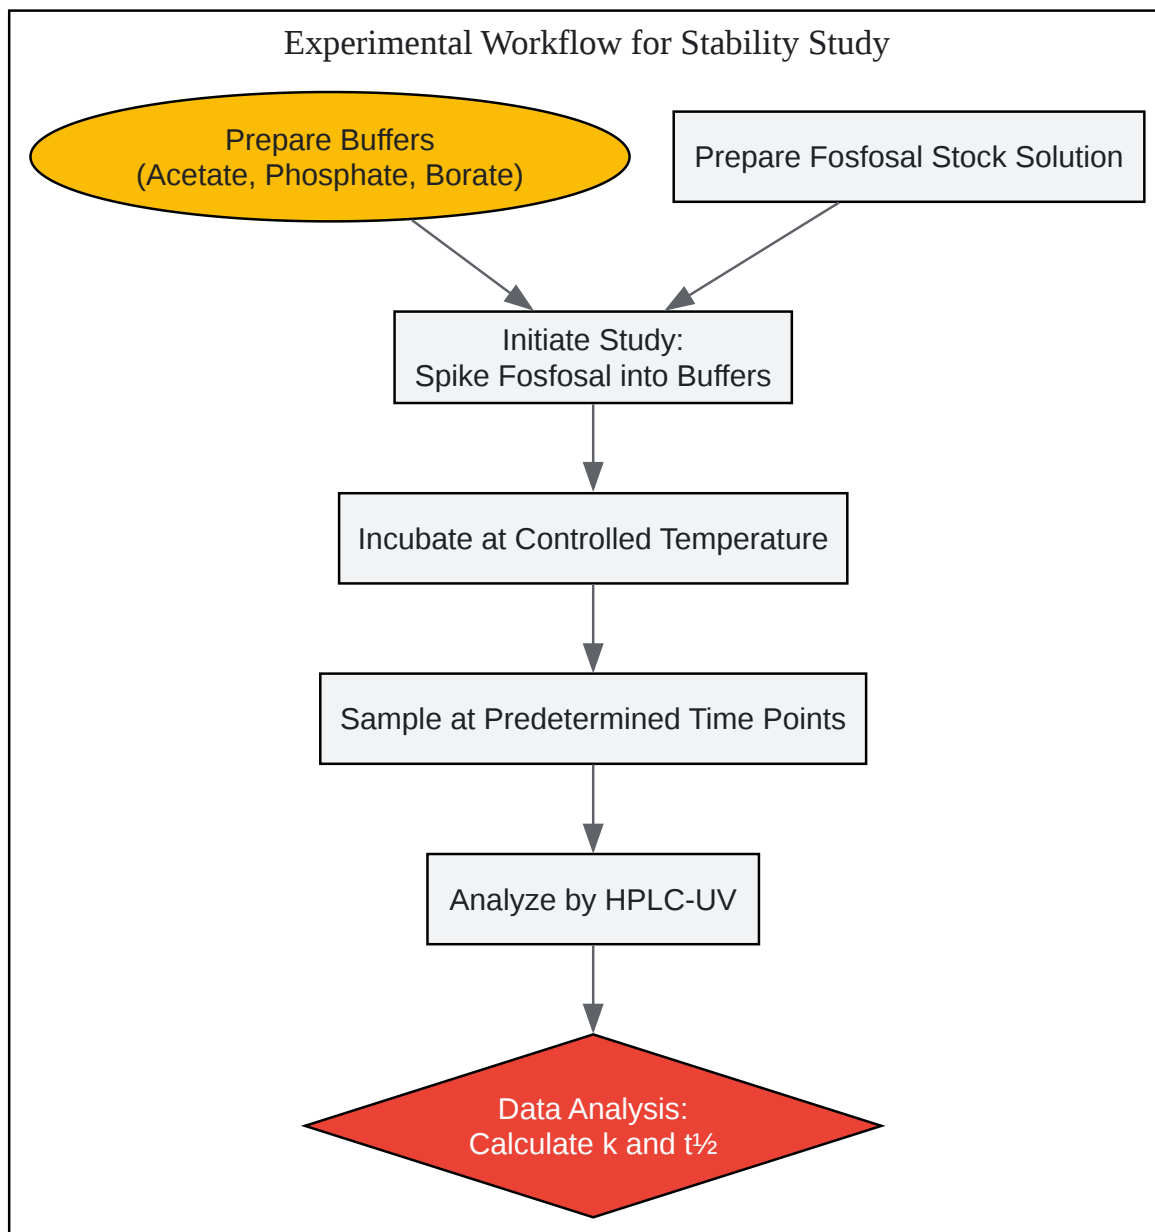 Experimental Workflow for Stability Study
Prepare Buffers
(Acetate, Phosphate, Borate)
Prepare Fosfosal Stock Solution
Initiate Study:
Spike Fosfosal into Buffers
Incubate at Controlled Temperature
Sample at Predetermined Time Points
Analyze by HPLC-UV
Data Analysis:
Calculate k and t½